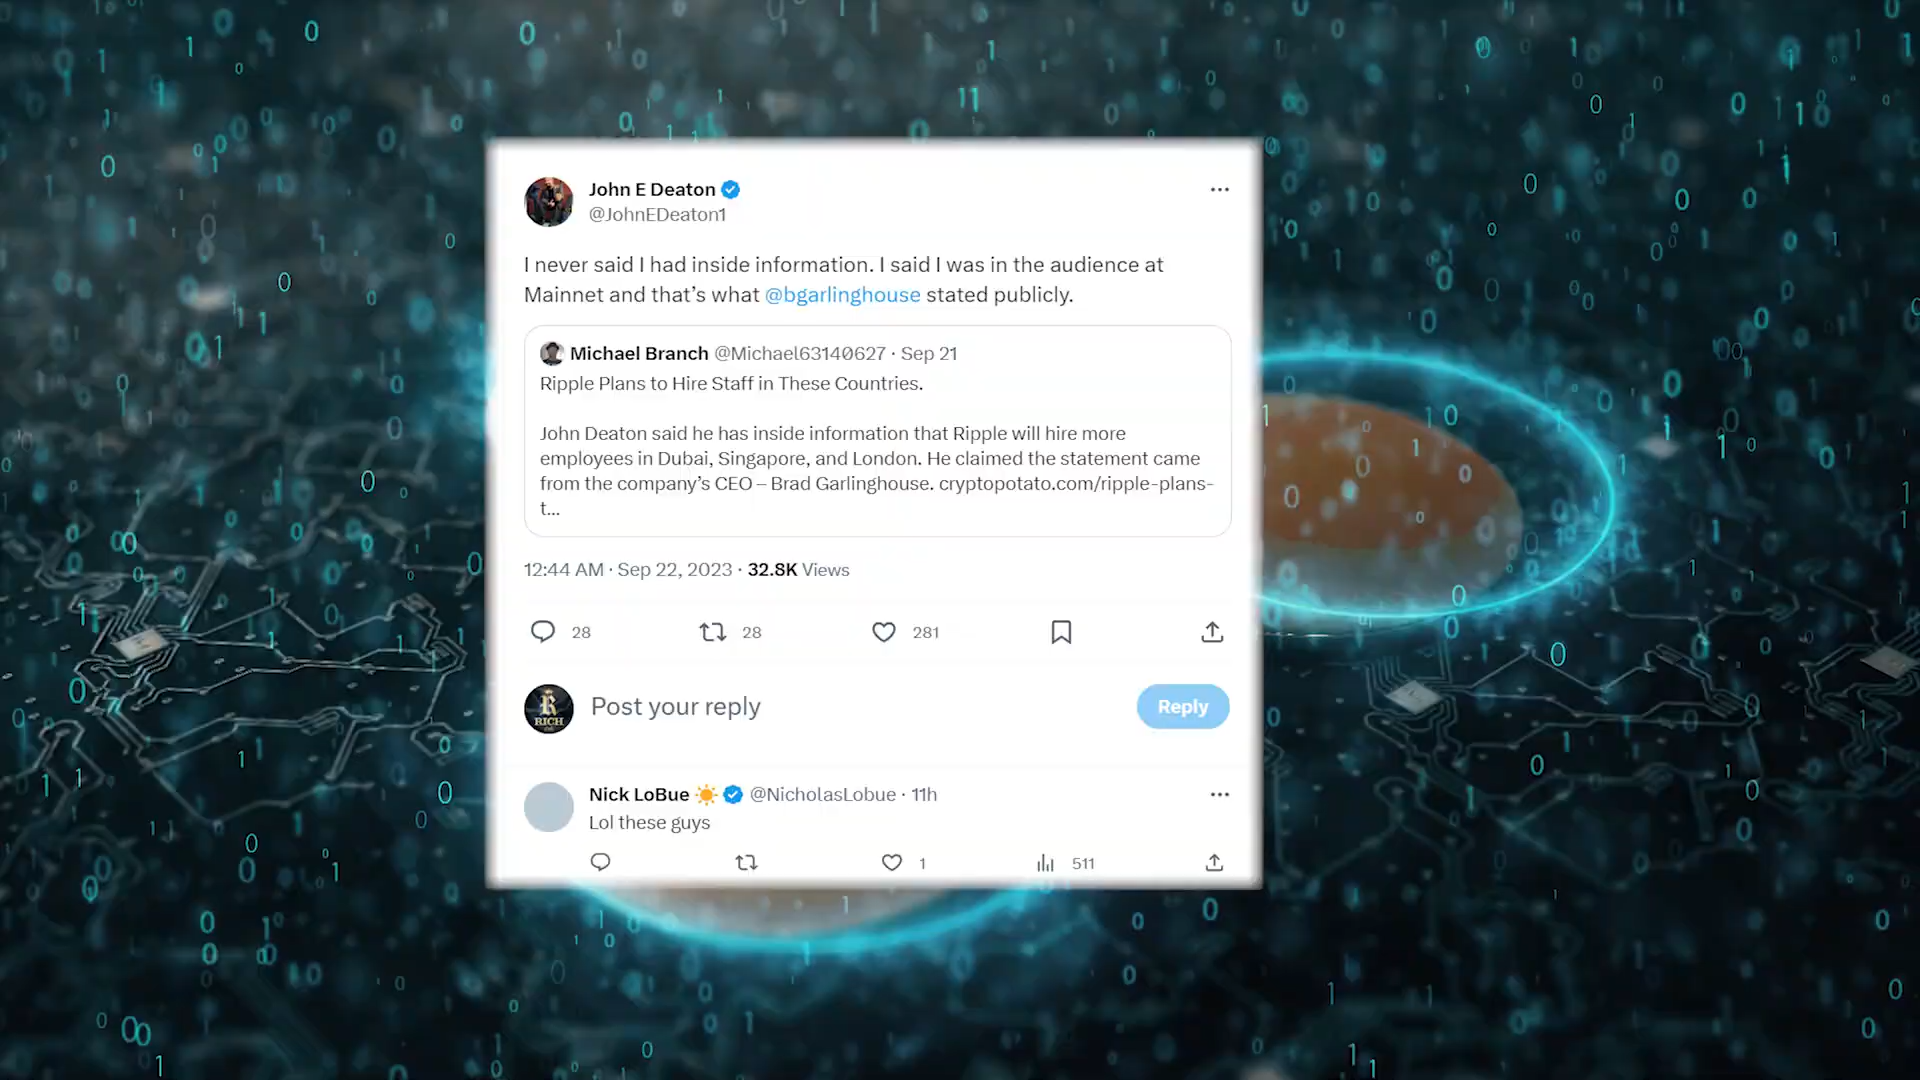 John E Deaton
@JohnEDeaton1
I never said I had inside information. I said I was in the audience at
Mainnet and that’s what @bgarlinghouse stated publicly.
Michael Branch @Michael63140627 · Sep 21
Ripple Plans to Hire Staff in These Countries.
John Deaton said he has inside information that Ripple will hire more
employees in Dubai, Singapore, and London. He claimed the statement came
from the company’s CEO – Brad Garlinghouse. cryptopotato.com/ripple-plans-
t...
12:44 AM · Sep 22, 2023 · 32.8K Views
28 28 281
RICH
Post your reply Reply
Nick LoBue ☀️ @NicholasLobue · 11h
Lol these guys
1 511